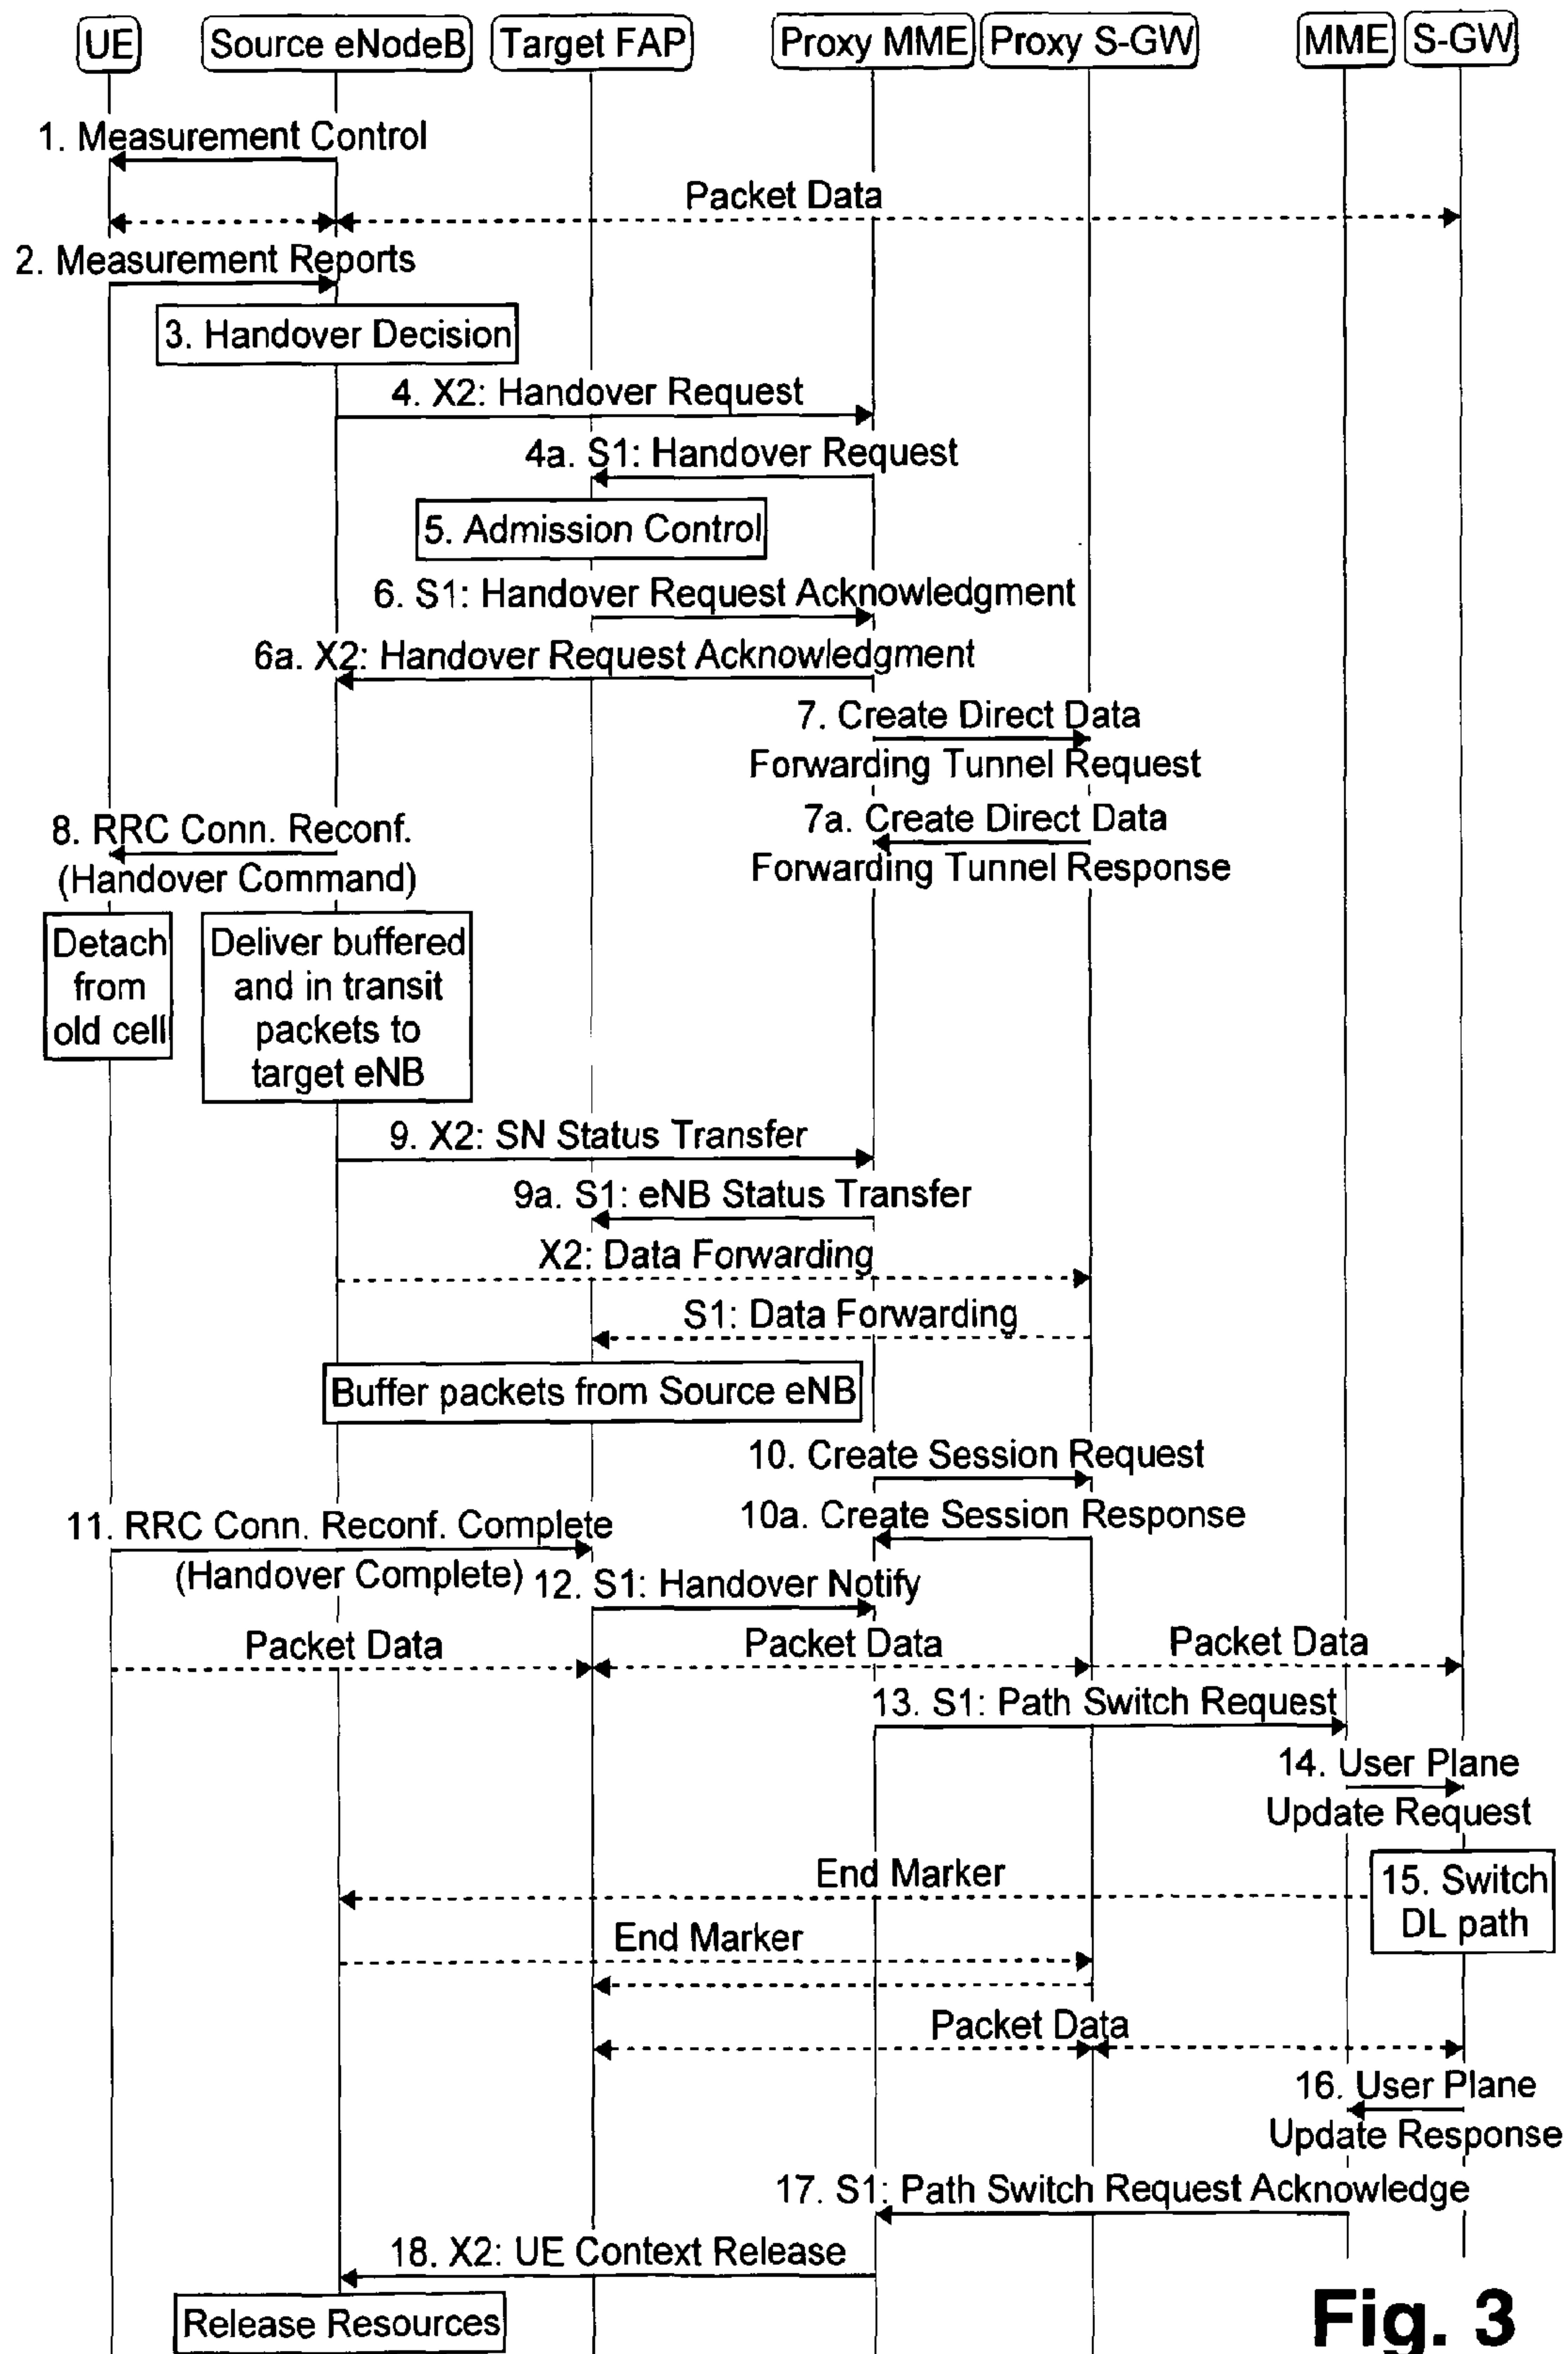 UE
Source eNodeB
Target FAP
Proxy MME
Proxy S-GW
MME
S-GW
1. Measurement Control
Packet Data
2. Measurement Reports
3. Handover Decision
4. X2: Handover Request
4a. S1: Handover Request
5. Admission Control
6. S1: Handover Request Acknowledgment
6a. X2: Handover Request Acknowledgment
7. Create Direct Data
Forwarding Tunnel Request
7a. Create Direct Data
Forwarding Tunnel Response
8. RRC Conn. Reconf.
(Handover Command)
Detach
from
old cell
Deliver buffered
and in transit
packets to
target eNB
9. X2: SN Status Transfer
9a. S1: eNB Status Transfer
X2: Data Forwarding
S1: Data Forwarding
Buffer packets from Source eNB
10. Create Session Request
10a. Create Session Response
11. RRC Conn. Reconf. Complete
(Handover Complete)
12. S1: Handover Notify
Packet Data
Packet Data
Packet Data
13. S1: Path Switch Request
14. User Plane
Update Request
End Marker
15. Switch
DL path
End Marker
Packet Data
16. User Plane
Update Response
17. S1: Path Switch Request Acknowledge
18. X2: UE Context Release
Release Resources
Fig. 3